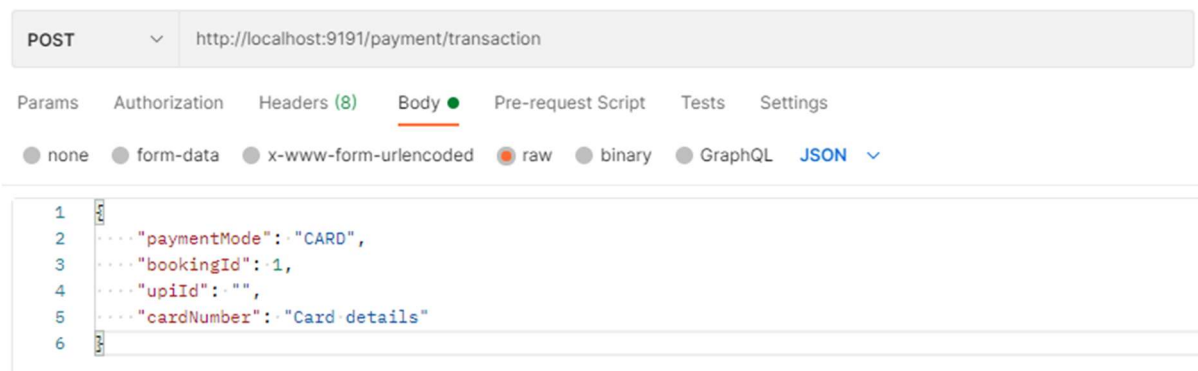 POST http://localhost:9191/payment/transaction
Params Authorization Headers (8) Body Pre-request Script Tests Settings
none form-data x-www-form-urlencoded raw binary GraphQL JSON
1 {
2 "paymentMode": "CARD",
3 "bookingId": 1,
4 "upiId": "",
5 "cardNumber": "Card details"
6 }